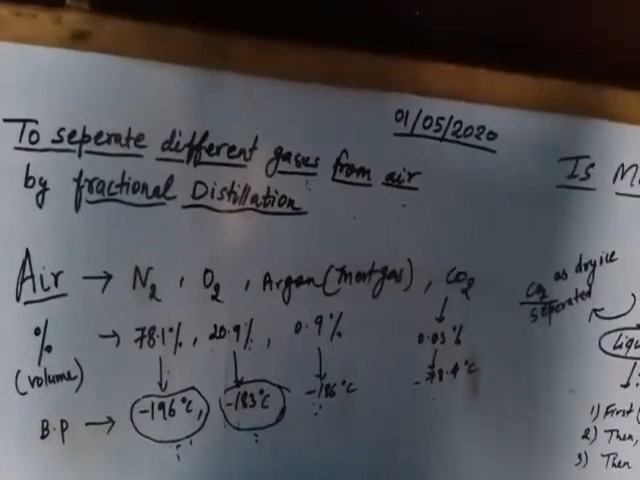 01/05/2020
To seperate different gases from air
by fractional Distillation
Is
Air → N2 , O2 , Argon (Inert gas) , CO2
% (volume) → 78.1%, 20.9%, 0.9% 0.03%
B.P → -196°c, -183°c -186°c -78.4°c
CO2 as dry ice
seperated
1) First
2) Then,
3) Then